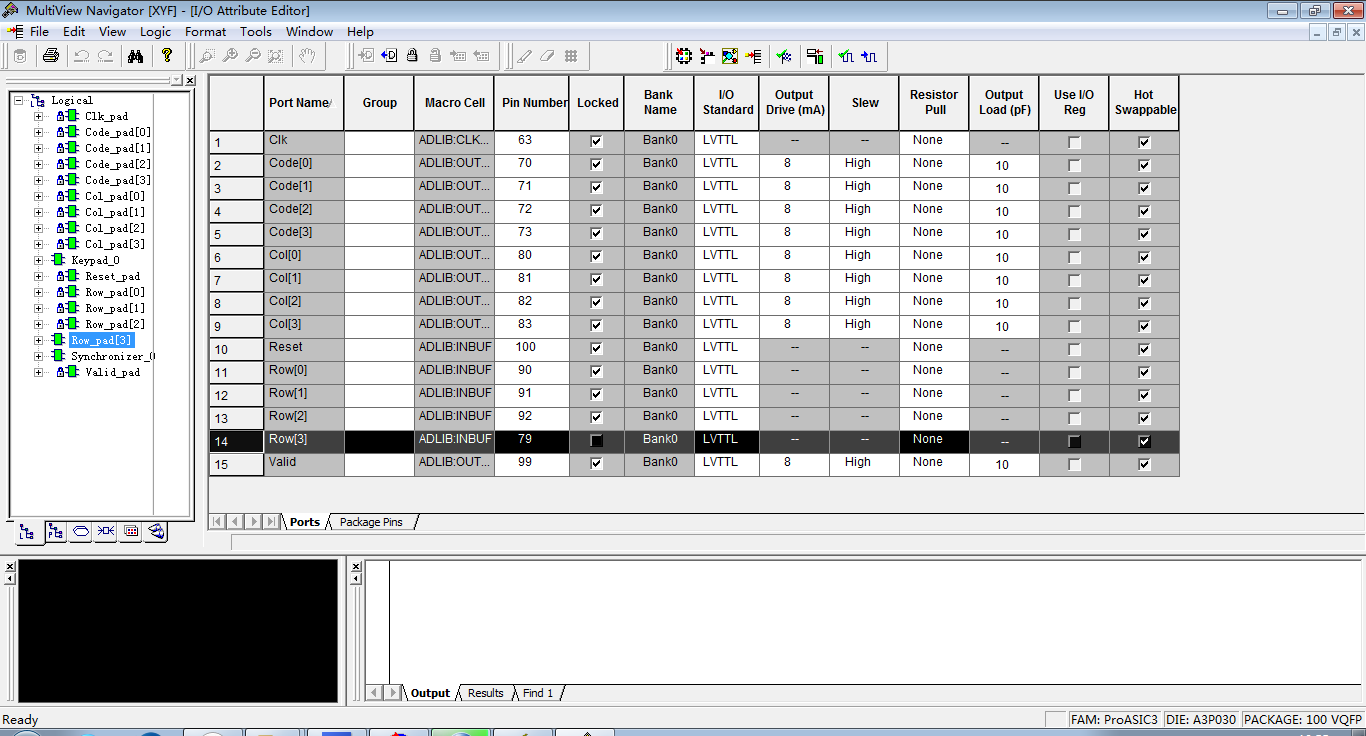 MultiView Navigator [XYF] - [I/O Attribute Editor]
File Edit View Logic Format Tools Window Help
Logical
Clk_pad
Code_pad[0]
Code_pad[1]
Code_pad[2]
Code_pad[3]
Col_pad[0]
Col_pad[1]
Col_pad[2]
Col_pad[3]
Keypad_0
Reset_pad
Row_pad[0]
Row_pad[1]
Row_pad[2]
Row_pad[3]
Synchronizer_0
Valid_pad
Port Name Group Macro Cell Pin Number Locked Bank Name I/O Standard Output Drive (mA) Slew Resistor Pull Output Load (pF) Use I/O Reg Hot Swappable
1 Clk ADLIB:CLK... 63 Bank0 LVTTL -- -- None --
2 Code[0] ADLIB:OUT... 70 Bank0 LVTTL 8 High None 10
3 Code[1] ADLIB:OUT... 71 Bank0 LVTTL 8 High None 10
4 Code[2] ADLIB:OUT... 72 Bank0 LVTTL 8 High None 10
5 Code[3] ADLIB:OUT... 73 Bank0 LVTTL 8 High None 10
6 Col[0] ADLIB:OUT... 80 Bank0 LVTTL 8 High None 10
7 Col[1] ADLIB:OUT... 81 Bank0 LVTTL 8 High None 10
8 Col[2] ADLIB:OUT... 82 Bank0 LVTTL 8 High None 10
9 Col[3] ADLIB:OUT... 83 Bank0 LVTTL 8 High None 10
10 Reset ADLIB:INBUF 100 Bank0 LVTTL -- -- None --
11 Row[0] ADLIB:INBUF 90 Bank0 LVTTL -- -- None --
12 Row[1] ADLIB:INBUF 91 Bank0 LVTTL -- -- None --
13 Row[2] ADLIB:INBUF 92 Bank0 LVTTL -- -- None --
14 Row[3] ADLIB:INBUF 79 Bank0 LVTTL -- -- None --
15 Valid ADLIB:OUT... 99 Bank0 LVTTL 8 High None 10
Ports Package Pins
Output Results Find 1
Ready FAM: ProASIC3 DIE: A3P030 PACKAGE: 100 VQFP